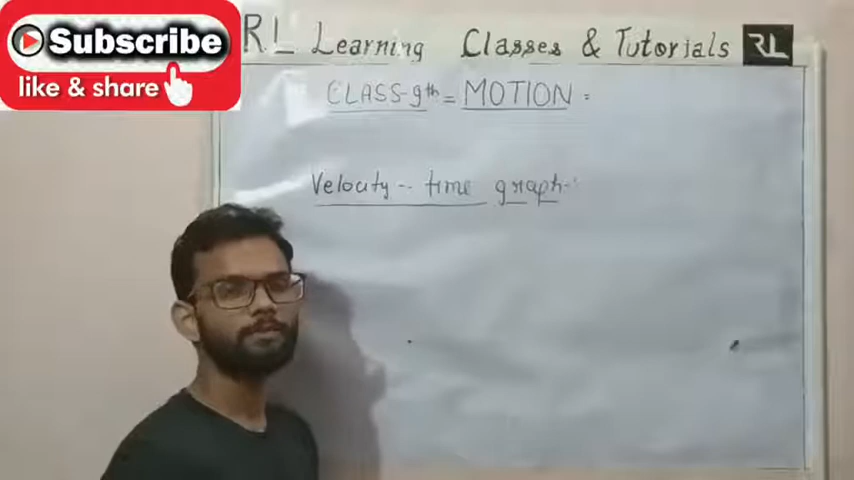 Subscribe
like & share
RL Learning Classes & Tutorials RL
CLASS-9th = MOTION =
Velocity -- time graph-: